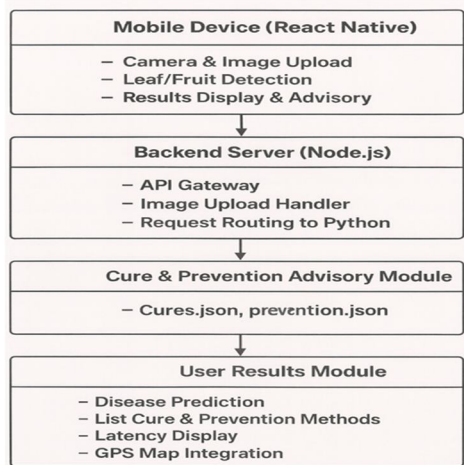 Mobile Device (React Native)
– Camera & Image Upload
– Leaf/Fruit Detection
– Results Display & Advisory
Backend Server (Node.js)
– API Gateway
– Image Upload Handler
– Request Routing to Python
Cure & Prevention Advisory Module
– Cures.json, prevention.json
User Results Module
– Disease Prediction
– List Cure & Prevention Methods
– Latency Display
– GPS Map Integration